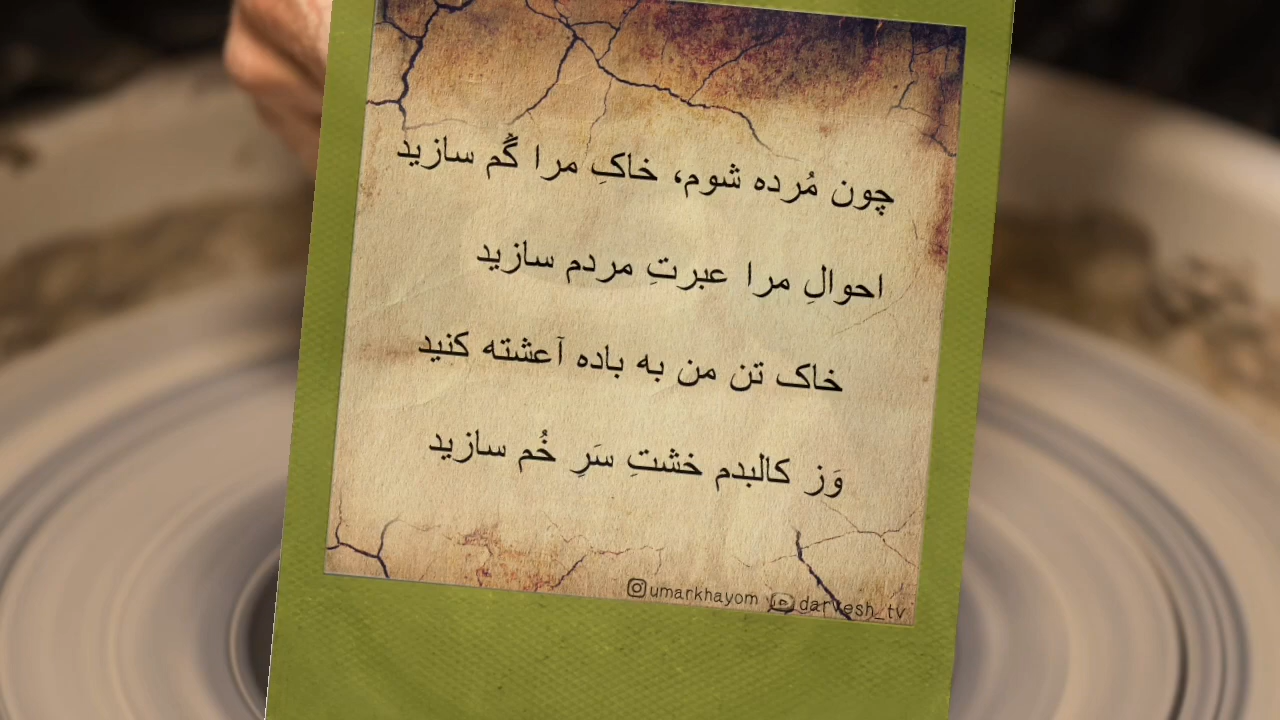 چون مُرده شوم، خاکِ مرا گُم سازید
احوالِ مرا عبرتِ مردم سازید
خاک تن من به باده آعشته کنید
وَز کالبدم خشتِ سَرِ خُم سازید
umarkhayom darvesh_tv